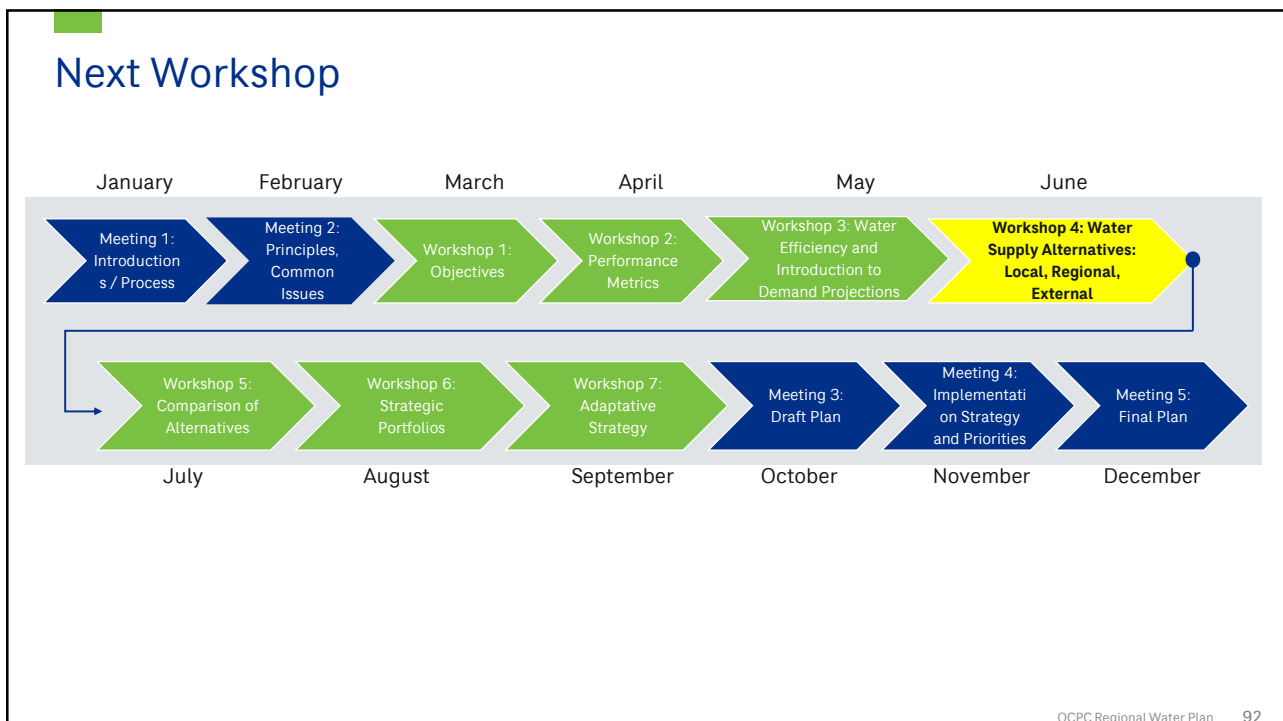 Next Workshop
January
February
March
April
May
June
Meeting 1:
Introduction
s / Process
Meeting 2:
Principles,
Common
Issues
Workshop 1:
Objectives
Workshop 2:
Performance
Metrics
Workshop 3: Water
Efficiency and
Introduction to
Demand Projections
Workshop 4: Water
Supply Alternatives:
Local, Regional,
External
Workshop 5:
Comparison of
Alternatives
Workshop 6:
Strategic
Portfolios
Workshop 7:
Adaptative
Strategy
Meeting 3:
Draft Plan
Meeting 4:
Implementati
on Strategy
and Priorities
Meeting 5:
Final Plan
July
August
September
October
November
December
OCPC Regional Water Plan 92